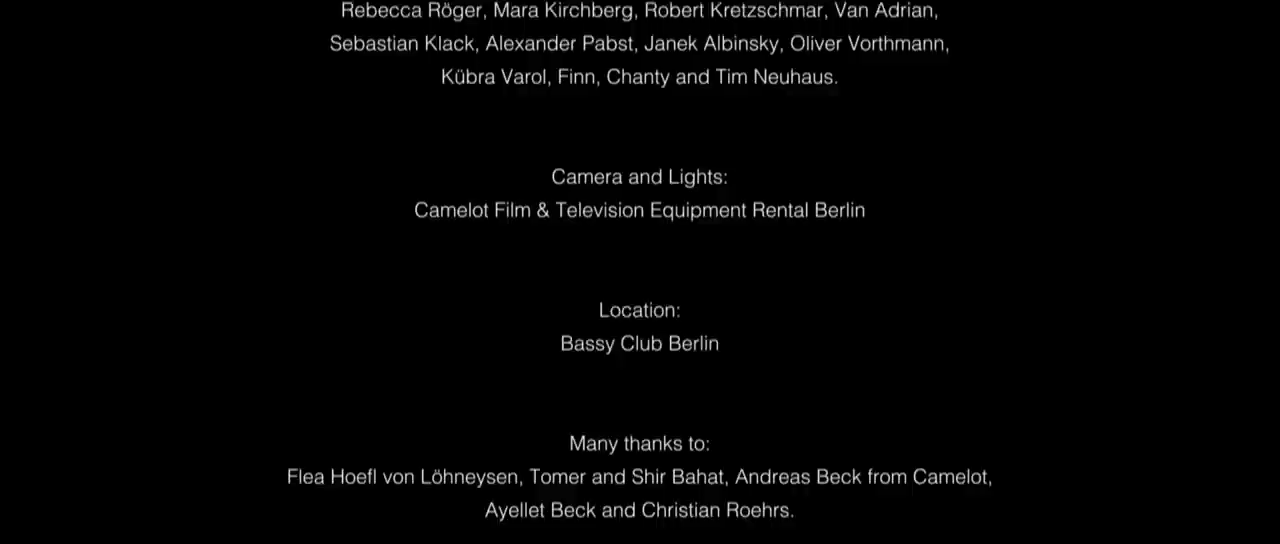 Rebecca Röger, Mara Kirchberg, Robert Kretzschmar, Van Adrian,
Sebastian Klack, Alexander Pabst, Janek Albinsky, Oliver Vorthmann,
Kübra Varol, Finn, Chanty and Tim Neuhaus.
Camera and Lights:
Camelot Film & Television Equipment Rental Berlin
Location:
Bassy Club Berlin
Many thanks to:
Flea Hoefl von Löhneysen, Tomer and Shir Bahat, Andreas Beck from Camelot,
Ayellet Beck and Christian Roehrs.